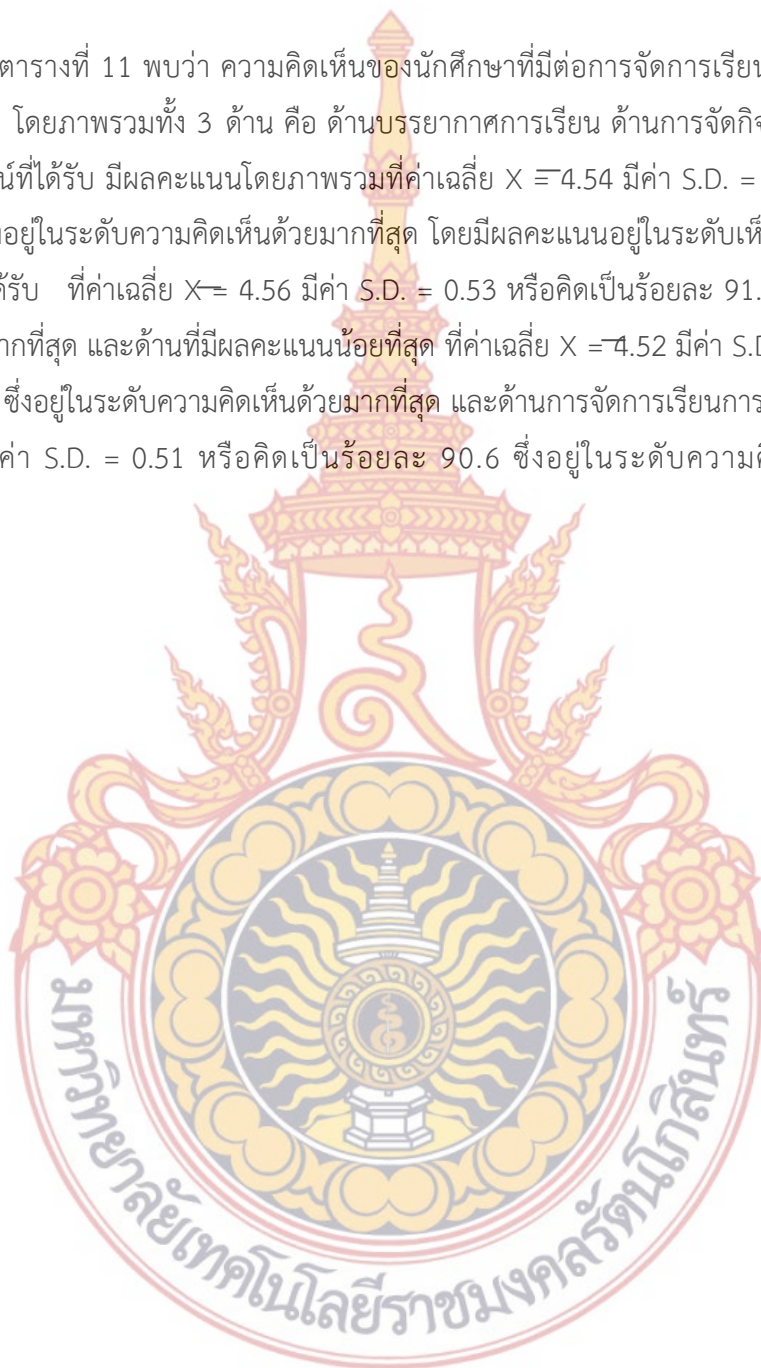 ตารางที่ 11 พบว่า ความคิดเห็นของนักศึกษาที่มีต่อการจัดการเรียน
โดยภาพรวมทั้ง 3 ด้าน คือ ด้านบรรยากาศการเรียน ด้านการจัดกิจ
น์ที่ได้รับ มีผลคะแนนโดยภาพรวมที่ค่าเฉลี่ย X̅ = 4.54 มีค่า S.D. =
อยู่ในระดับความคิดเห็นด้วยมากที่สุด โดยมีผลคะแนนอยู่ในระดับเห็
ด้รับ ที่ค่าเฉลี่ย X̅ = 4.56 มีค่า S.D. = 0.53 หรือคิดเป็นร้อยละ 91.
ากที่สุด และด้านที่มีผลคะแนนน้อยที่สุด ที่ค่าเฉลี่ย X̅ = 4.52 มีค่า S.D
ซึ่งอยู่ในระดับความคิดเห็นด้วยมากที่สุด และด้านการจัดการเรียนการ
ค่า S.D. = 0.51 หรือคิดเป็นร้อยละ 90.6 ซึ่งอยู่ในระดับความคิ
มหาวิทยาลัยเทคโนโลยีราชมงคลรัตนโกสินทร์